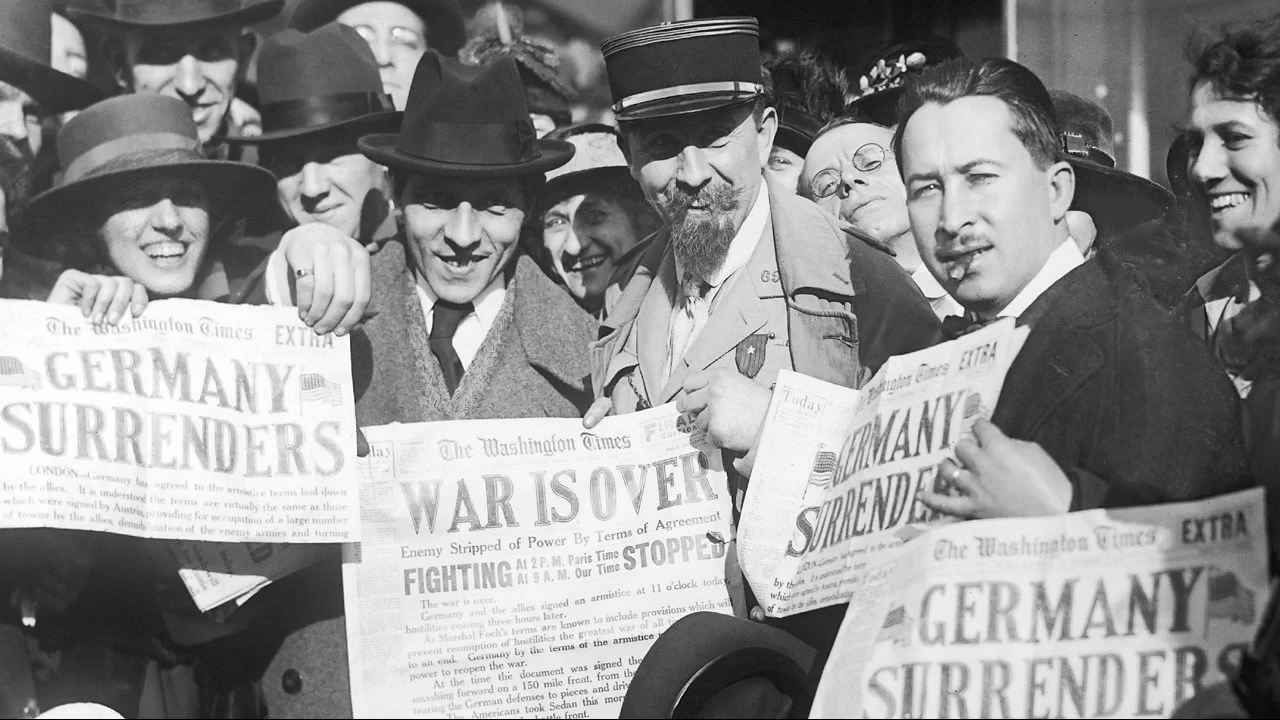 The Washington Times
EXTRA
GERMANY
SURRENDERS
LONDON—Germany has agreed to the armistice terms laid down
by the allies. It is understood the terms are virtually the same as those
which were signed by Austria, providing for occupation of a large number
of towns by the allies, demobilization of the enemy armies and turning
The Washington Times
FINAL
WAR IS OVER
Enemy Stripped of Power By Terms of Agreement
FIGHTING At 2 P. M. Paris Time STOPPED
At 9 A. M. Our Time
The war is over.
Germany and the allies signed an armistice at 11 o'clock today,
hostilities ceasing three hours later.
As Marshal Foch's terms are known to include provisions which will
prevent resumption of hostilities the greatest war of all
to an end. Germany by the terms of the armistice
power to reopen the war.
At the time the document was signed the
smashing forward on a 150 mile front, from the
tearing the German defenses to pieces and
The Americans took Sedan this
front.
69
Today
Washington Times EXTRA
GERMANY
SURRENDE
The Washington Times
EXTRA
GERMANY
SURRENDERS